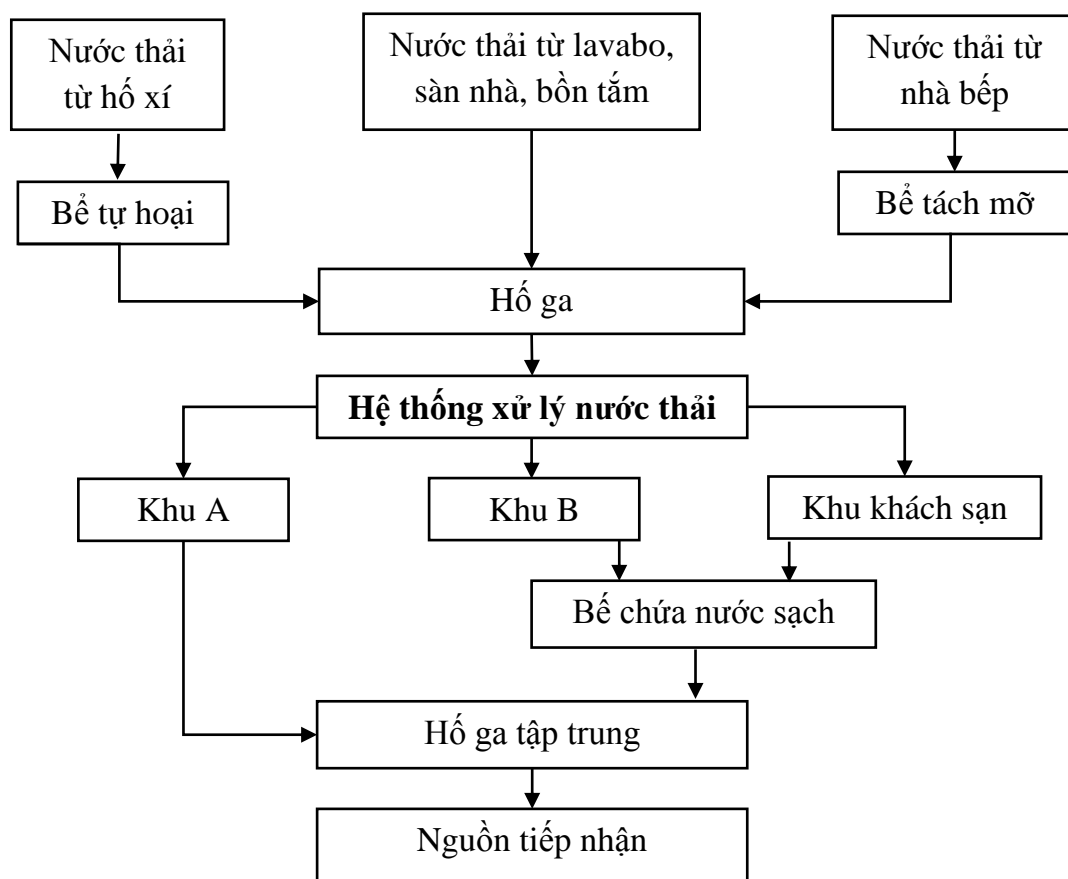 Nước thải
từ hố xí
Nước thải từ lavabo,
sàn nhà, bồn tắm
Nước thải từ
nhà bếp
Bể tự hoại
Bể tách mỡ
Hố ga
Hệ thống xử lý nước thải
Khu A
Khu B
Khu khách sạn
Bế chứa nước sạch
Hố ga tập trung
Nguồn tiếp nhận